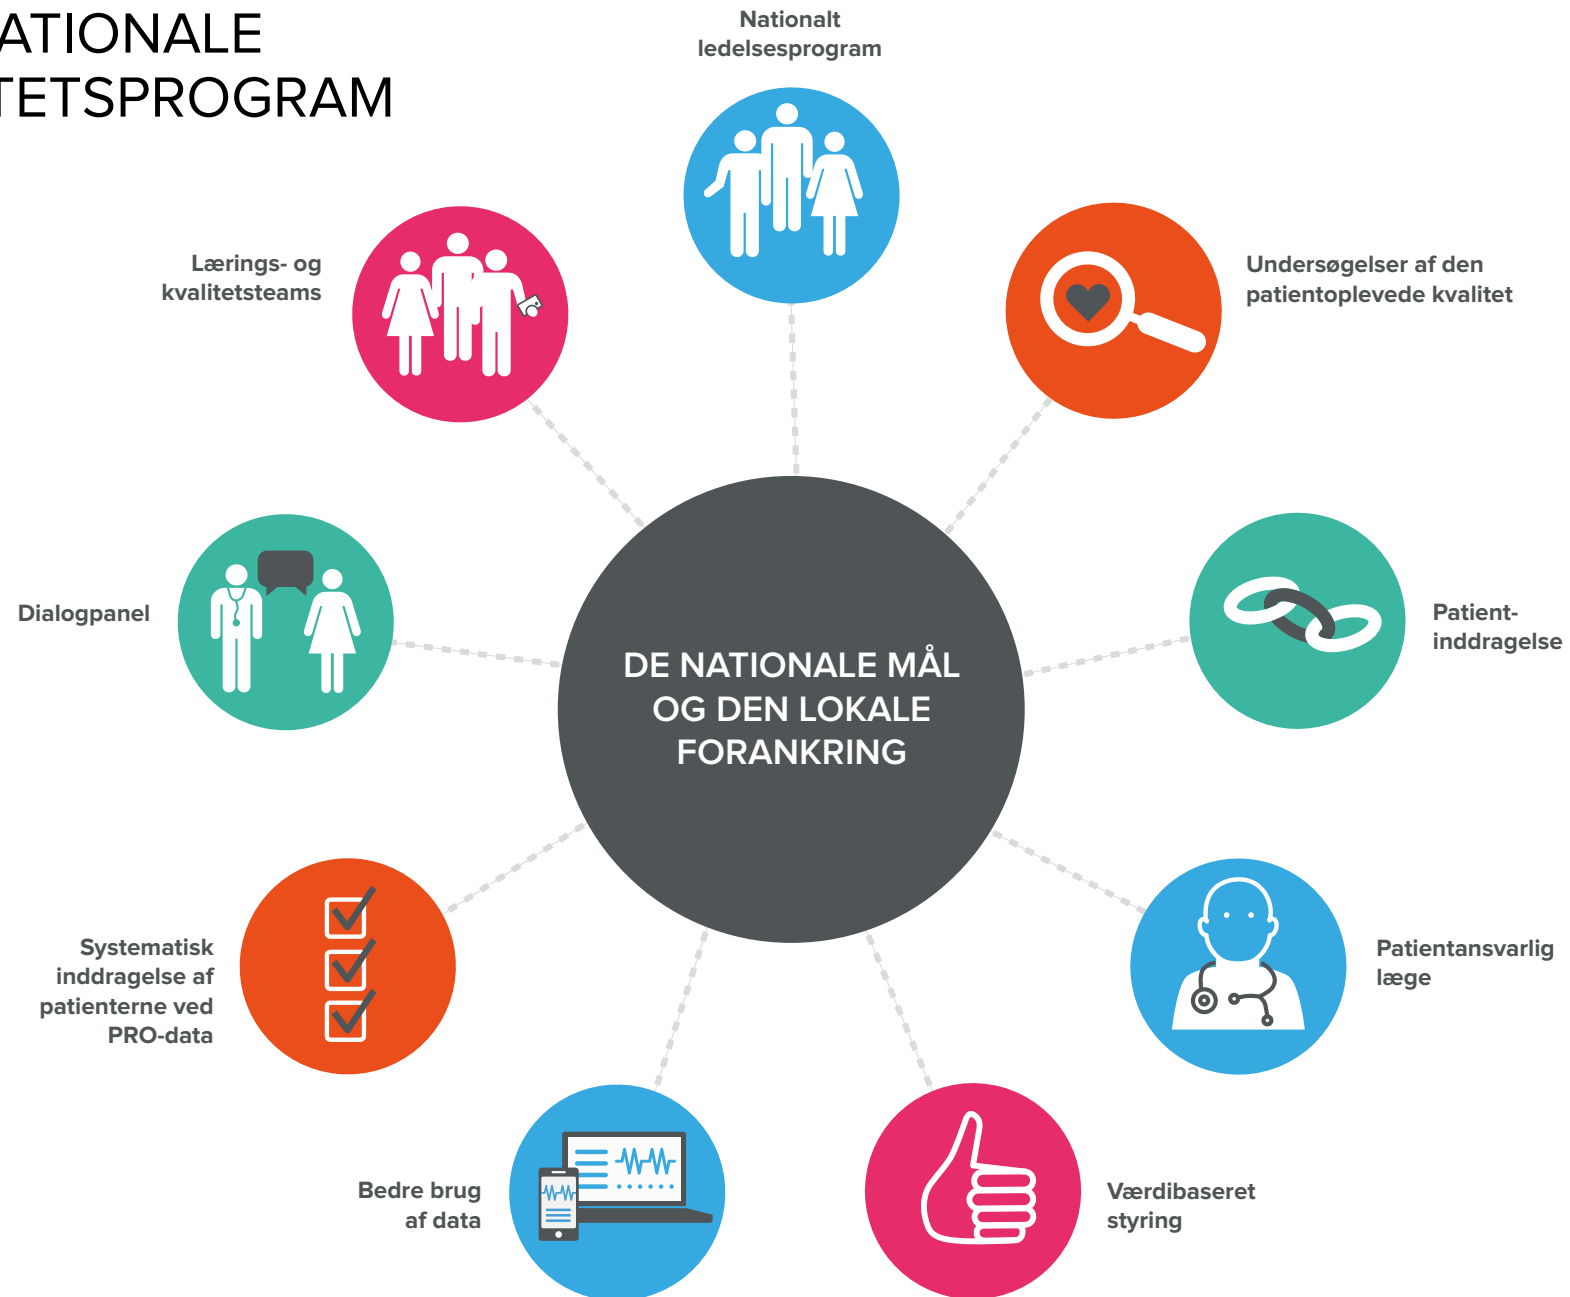 ATIONALE
TETSPROGRAM
Nationalt
ledelsesprogram
Lærings- og
kvalitetsteams
Undersøgelser af den
patientoplevede kvalitet
Dialogpanel
Patient-
inddragelse
DE NATIONALE MÅL
OG DEN LOKALE
FORANKRING
Systematisk
inddragelse af
patienterne ved
PRO-data
Patientansvarlig
læge
Bedre brug
af data
Værdibaseret
styring